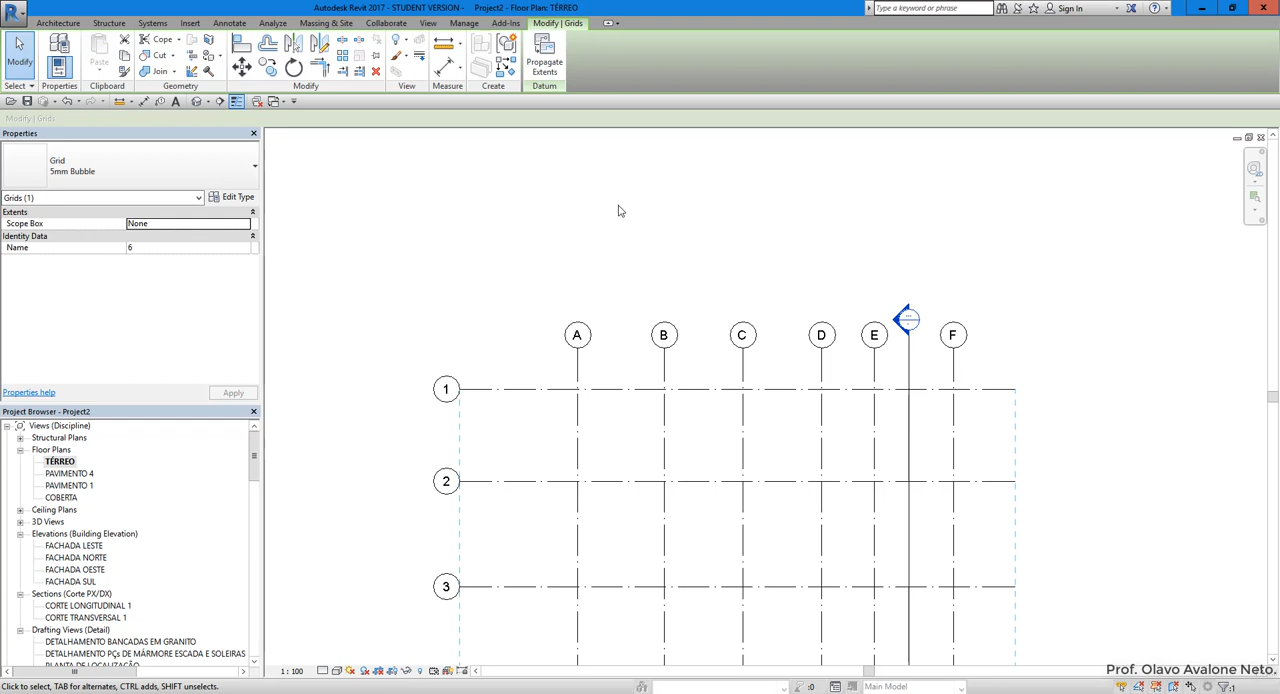 Autodesk Revit 2017 - STUDENT VERSION - Project2 - Floor Plan: TÉRREO
Type a keyword or phrase
Sign In
Architecture Structure Systems Insert Annotate Analyze Massing & Site Collaborate View Manage Add-Ins Modify | Grids
Modify
Paste
Cope
Cut
Join
Propagate
Extents
Select Properties Clipboard Geometry Modify View Measure Create Datum
Modify | Grids
Properties
Grid
5mm Bubble
Grids (1)
Edit Type
Extents
Scope Box None
Identity Data
Name 6
Properties help
Apply
Project Browser - Project2
Views (Discipline)
Structural Plans
Floor Plans
TÉRREO
PAVIMENTO 4
PAVIMENTO 1
COBERTA
Ceiling Plans
3D Views
Elevations (Building Elevation)
FACHADA LESTE
FACHADA NORTE
FACHADA OESTE
FACHADA SUL
Sections (Corte PX/DX)
CORTE LONGITUDINAL 1
CORTE TRANSVERSAL 1
Drafting Views (Detail)
DETALHAMENTO BANCADAS EM GRANITO
DETALHAMENTO PÇs DE MÁRMORE ESCADA E SOLEIRAS
PLANTA DE LOCALIZAÇÃO
A B C D E F
1
2
3
1 : 100
Prof. Olavo Avalone Neto.
Click to select, TAB for alternates, CTRL adds, SHIFT unselects.
:0
Main Model
:1